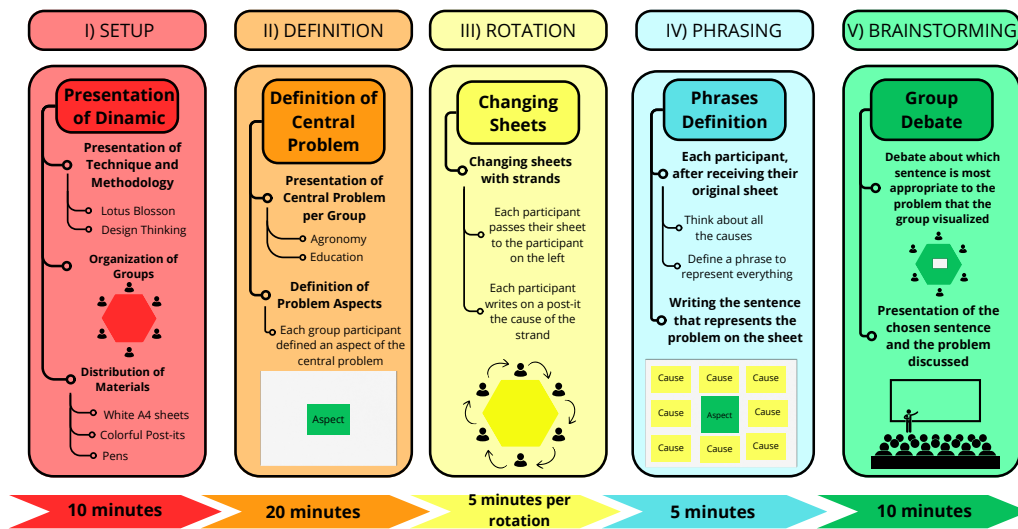 I) SETUP
Presentation
of Dinamic
Presentation of
Technique and
Methodology
Lotus Blosson
Design Thinking
Organization of
Groups
Distribution of
Materials
White A4 sheets
Colorful Post-its
Pens
10 minutes
II) DEFINITION
Definition of
Central
Problem
Presentation of
Central Problem
per Group
Agronomy
Education
Definition of
Problem Aspects
Each group participant
defined an aspect of the
central problem
Aspect
20 minutes
III) ROTATION
Changing
Sheets
Changing sheets
with strands
Each participant
passes their sheet
to the participant
on the left
Each participant
writes on a post-it
the cause of the
strand
5 minutes per
rotation
IV) PHRASING
Phrases
Definition
Each participant,
after receiving their
original sheet
Think about all
the causes
Define a phrase to
represent everything
Writing the sentence
that represents the
problem on the sheet
Cause Cause Cause
Cause Aspect Cause
Cause Cause Cause
5 minutes
V) BRAINSTORMING
Group
Debate
Debate about which
sentence is most
appropriate to the
problem that the
group visualized
Presentation of the
chosen sentence
and the problem
discussed
10 minutes